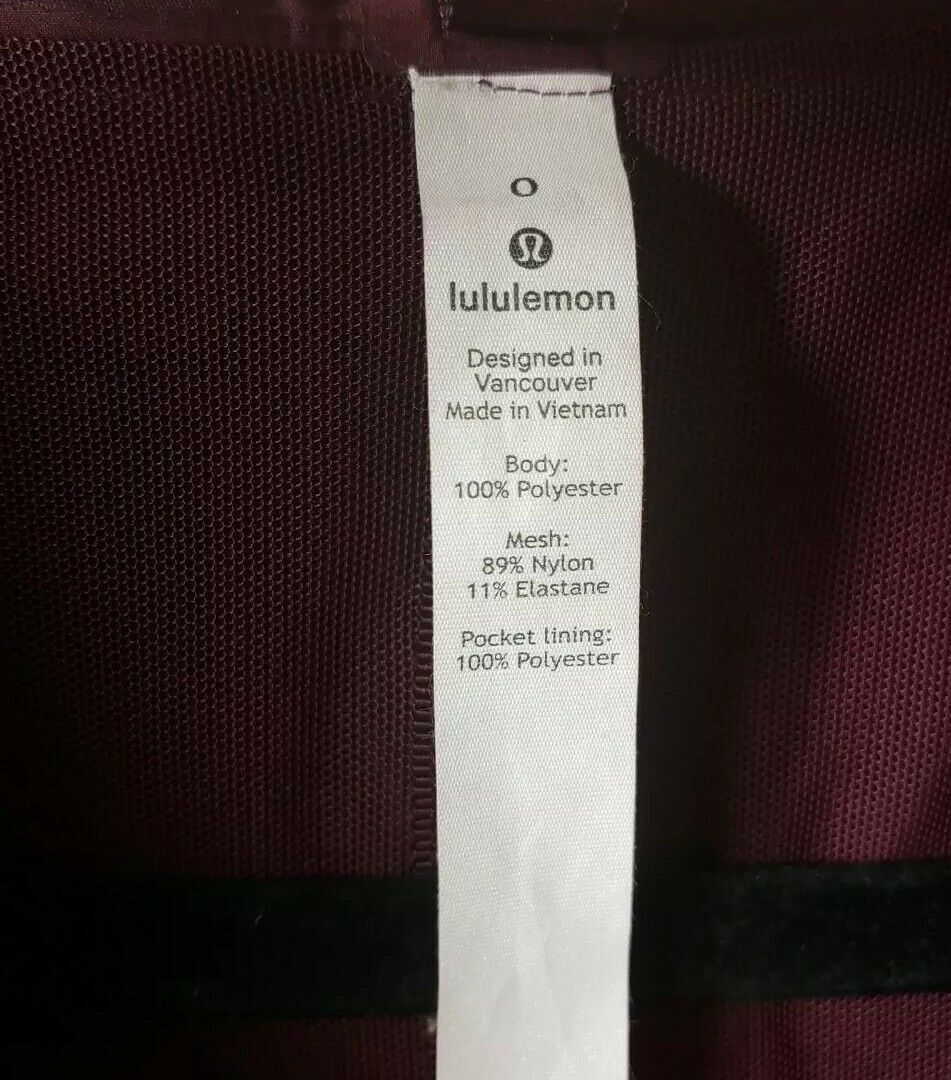 O
lululemon
Designed in
Vancouver
Made in Vietnam
Body:
100% Polyester
Mesh:
89% Nylon
11% Elastane
Pocket lining:
100% Polyester